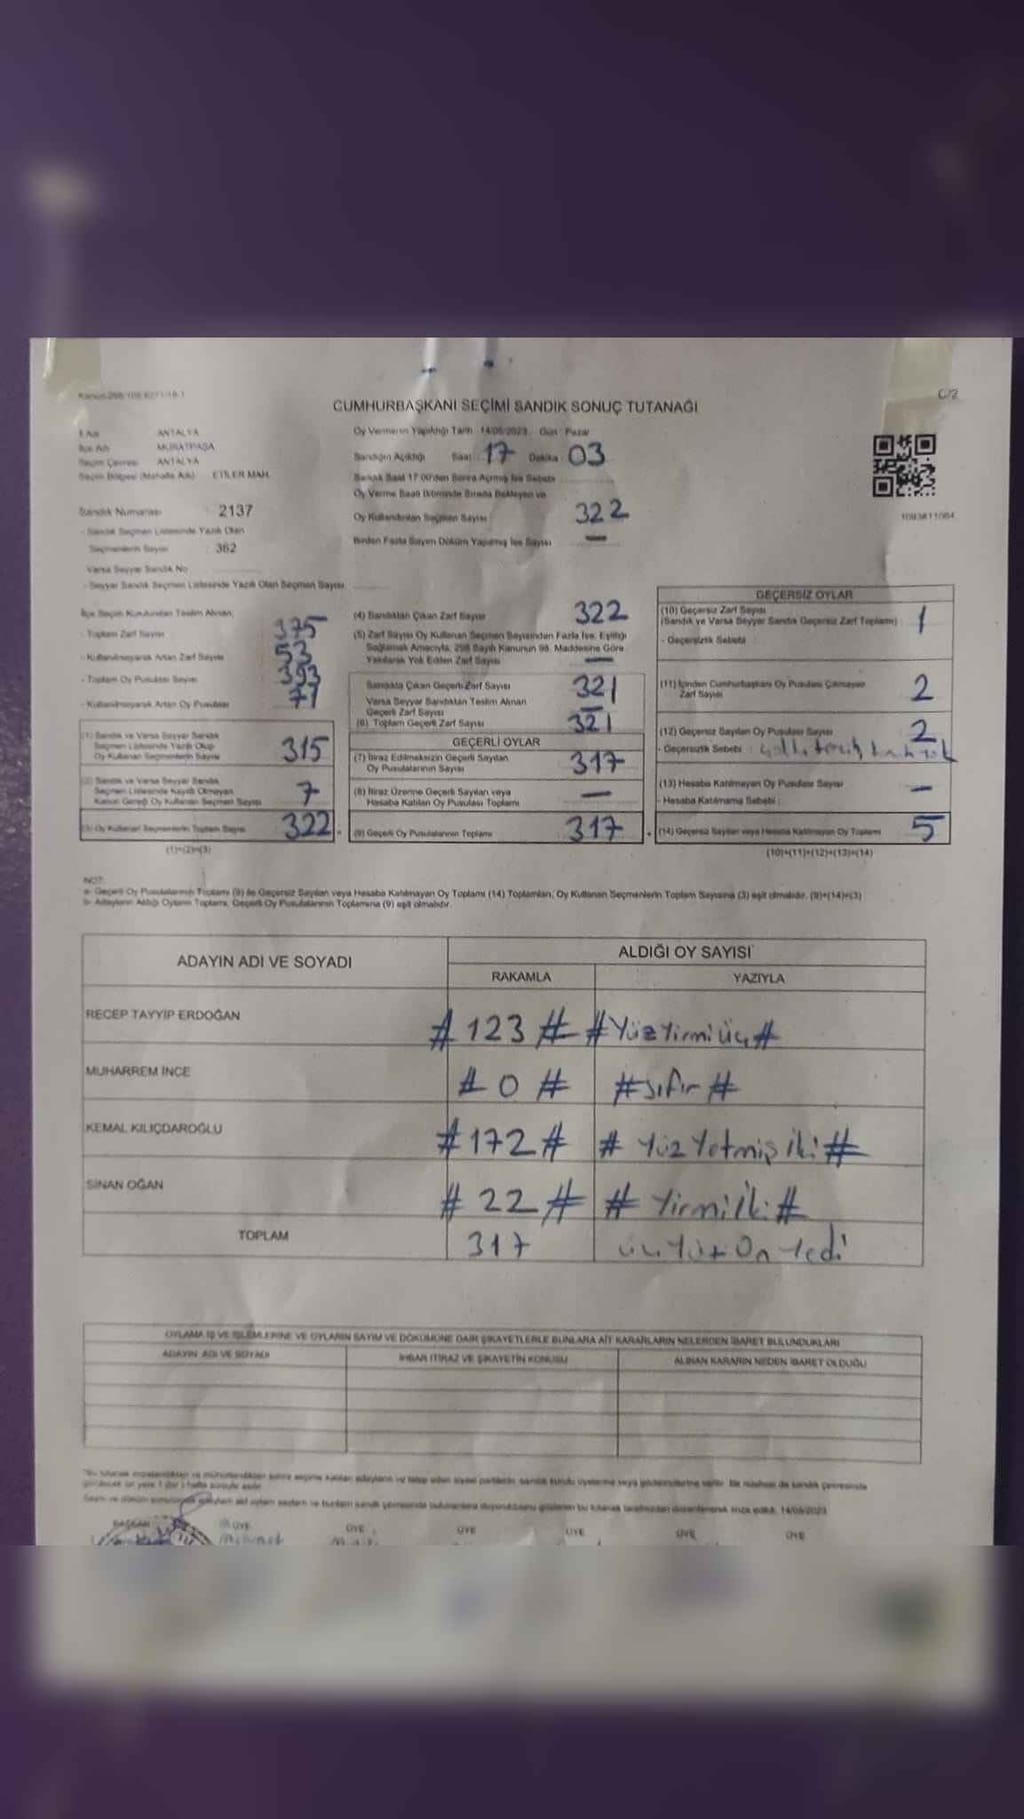 C/2
CUMHURBAŞKANI SEÇİMİ SANDIK SONUÇ TUTANAĞI
İl Adı ANTALYA
İlçe Adı MURATPAŞA
Seçim Çevresi ANTALYA
Seçim Bölgesi (Mahalle Adı) ETİLER MAH.
Sandık Numarası 2137
- Sandık Seçmen Listesinde Yazılı Olan
Seçmenlerin Sayısı 362
Varsa Seyyar Sandık No
- Seyyar Sandık Seçmen Listesinde Yazılı Olan Seçmen Sayısı
Oy Vermenin Yapıldığı Tarih 14/05/2023 Gün: Pazar
Sandığın Açıldığı Saat 17 Dakika 03
Sandık Saat 17.00'den Sonra Açılmış İse Sebebi
Oy Verme Saati Bitiminde Sırada Bekleyen ve
Oy Kullandırılan Seçmen Sayısı 322
Birden Fazla Sayım Döküm Yapılmış İse Sayısı —
1093811064
İlçe Seçim Kurulundan Teslim Alınan;
- Toplam Zarf Sayısı 375
- Kullanılmayarak Artan Zarf Sayısı 53
- Toplam Oy Pusulası Sayısı 393
- Kullanılmayarak Artan Oy Pusulası 71
(1) Sandık ve Varsa Seyyar Sandık
Seçmen Listesinde Yazılı Olup
Oy Kullanan Seçmenlerin Sayısı 315
(2) Sandık ve Varsa Seyyar Sandık
Seçmen Listesinde Kayıtlı Olmayan
Kanun Gereği Oy Kullanan Seçmen Sayısı 7
(3) Oy Kullanan Seçmenlerin Toplam Sayısı 322
(1)+(2)=(3)
(4) Sandıktan Çıkan Zarf Sayısı 322
(5) Zarf Sayısı Oy Kullanan Seçmen Sayısından Fazla İse, Eşitliği
Sağlamak Amacıyla, 298 Sayılı Kanunun 98. Maddesine Göre
Yakılarak Yok Edilen Zarf Sayısı —
Sandıkta Çıkan Geçerli Zarf Sayısı 321
Varsa Seyyar Sandıktan Teslim Alınan
Geçerli Zarf Sayısı —
(6) Toplam Geçerli Zarf Sayısı 321
GEÇERLİ OYLAR
(7) İtiraz Edilmeksizin Geçerli Sayılan
Oy Pusulalarının Sayısı 317
(8) İtiraz Üzerine Geçerli Sayılan veya
Hesaba Katılan Oy Pusulası Toplamı —
(9) Geçerli Oy Pusulalarının Toplamı 317
GEÇERSİZ OYLAR
(10) Geçersiz Zarf Sayısı
(Sandık ve Varsa Seyyar Sandık Geçersiz Zarf Toplamı) 1
- Geçersizlik Sebebi :
(11) İçinden Cumhurbaşkanı Oy Pusulası Çıkmayan
Zarf Sayısı 2
(12) Geçersiz Sayılan Oy Pusulası Sayısı 2
- Geçersizlik Sebebi :
(13) Hesaba Katılmayan Oy Pusulası Sayısı —
- Hesaba Katılmama Sebebi :
(14) Geçersiz Sayılan veya Hesaba Katılmayan Oy Toplamı 5
(10)+(11)+(12)+(13)=(14)
NOT:
a- Geçerli Oy Pusulalarının Toplamı (9) ile Geçersiz Sayılan veya Hesaba Katılmayan Oy Toplamı (14) Toplamları, Oy Kullanan Seçmenlerin Toplam Sayısına (3) eşit olmalıdır. (9)+(14)=(3)
b- Adayların Aldığı Oyların Toplamı, Geçerli Oy Pusulalarının Toplamına (9) eşit olmalıdır.
ADAYIN ADI VE SOYADI ALDIĞI OY SAYISI
RAKAMLA YAZIYLA
RECEP TAYYİP ERDOĞAN # 123 # # Yüz Yirmi Üç #
MUHARREM İNCE # 0 # # Sıfır #
KEMAL KILIÇDAROĞLU # 172 # # Yüz Yetmiş iki #
SİNAN OĞAN # 22 # # Yirmi İki #
TOPLAM 317 üç Yüz On Yedi
OYLAMA İŞ VE İŞLEMLERİNE VE OYLARIN SAYIM VE DÖKÜMÜNE DAİR ŞİKAYETLERLE BUNLARA AİT KARARLARIN NELERDEN İBARET BULUNDUKLARI
ADAYIN ADI VE SOYADI İHBAR İTİRAZ VE ŞİKAYETİN KONUSU ALINAN KARARIN NEDEN İBARET OLDUĞU
BAŞKAN ÜYE ÜYE ÜYE ÜYE ÜYE ÜYE